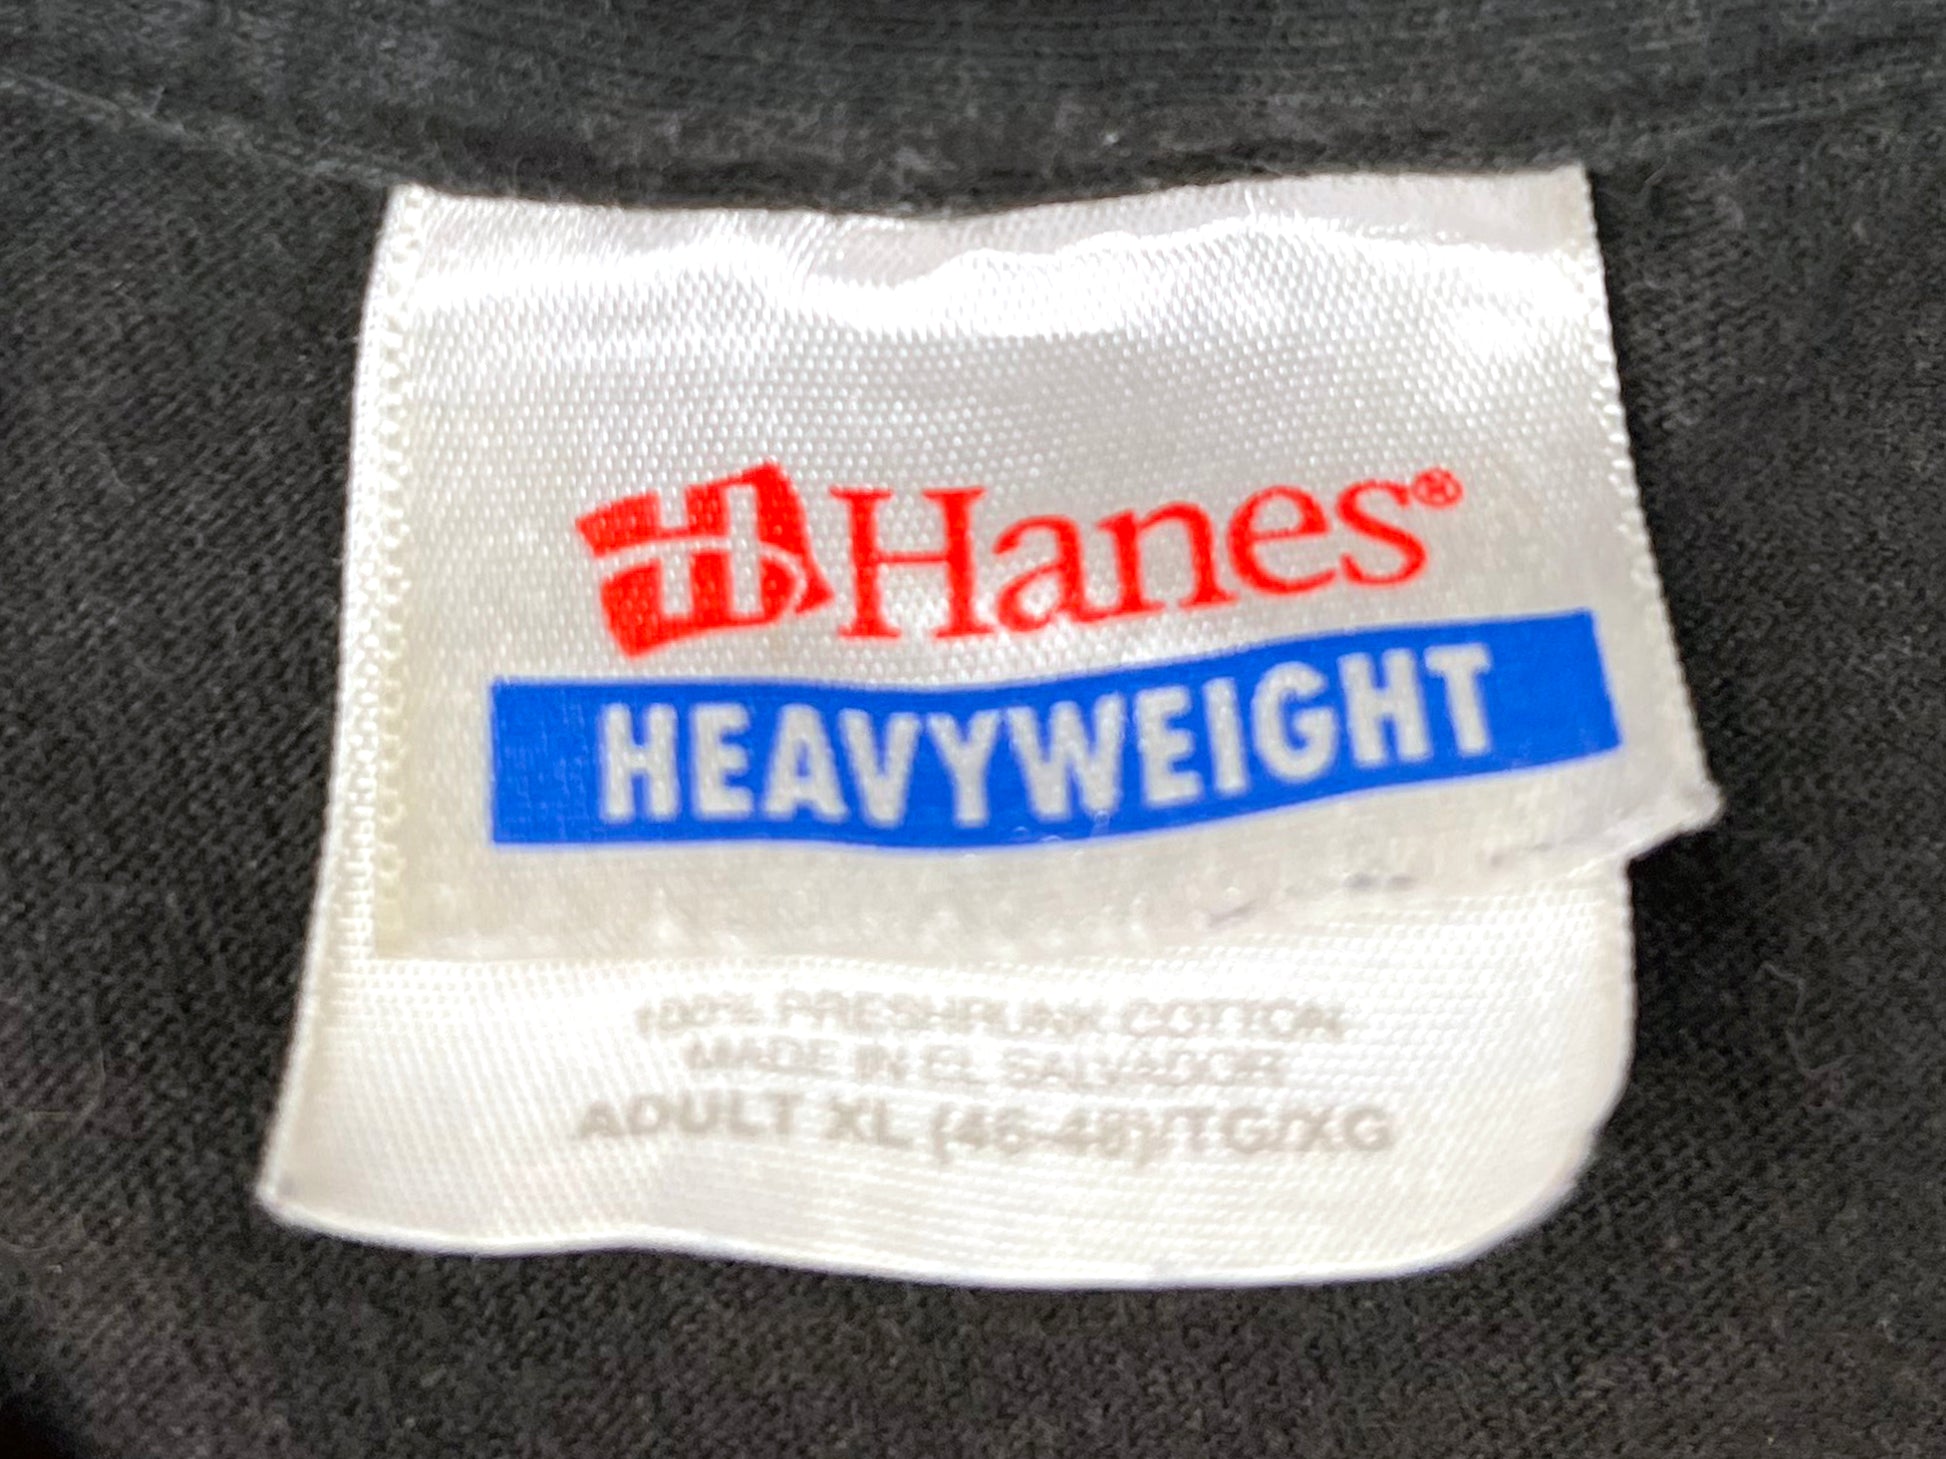 H Hanes®
HEAVYWEIGHT
100% PRESHRUNK COTTON
MADE IN EL SALVADOR
ADULT XL (46-48)/TG/XG